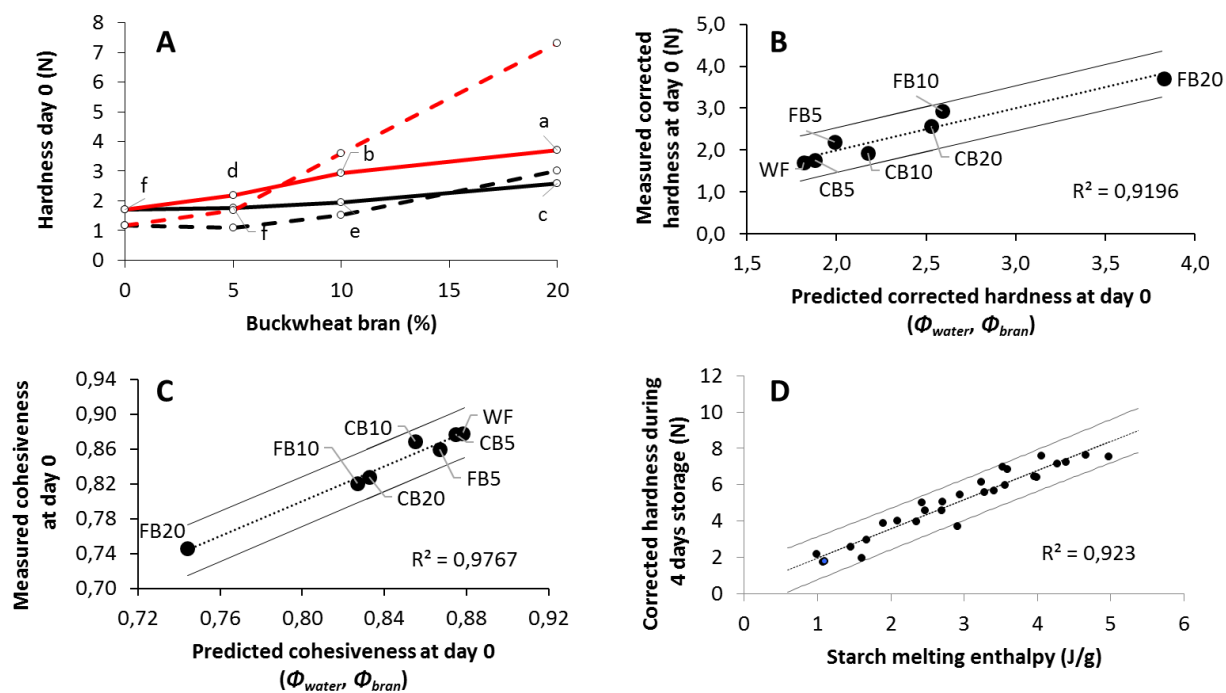 A
Hardness day 0 (N)
8
7
6
5
4
3
2
1
0
f
d
b
a
f
e
c
0
5
10
15
20
Buckwheat bran (%)
B
Measured corrected
hardness at day 0 (N)
5,0
4,0
3,0
2,0
1,0
0,0
FB10
FB20
FB5
WF
CB5
CB10
CB20
R² = 0,9196
1,5
2,0
2,5
3,0
3,5
4,0
Predicted corrected hardness at day 0
(Φwater, Φbran)
C
Measured cohesiveness
at day 0
0,94
0,90
0,86
0,82
0,78
0,74
0,70
CB10
WF
CB5
FB10
FB5
CB20
FB20
R² = 0,9767
0,72
0,76
0,80
0,84
0,88
0,92
Predicted cohesiveness at day 0
(Φwater, Φbran)
D
Corrected hardness during
4 days storage (N)
12
10
8
6
4
2
0
R² = 0,923
0
1
2
3
4
5
6
Starch melting enthalpy (J/g)